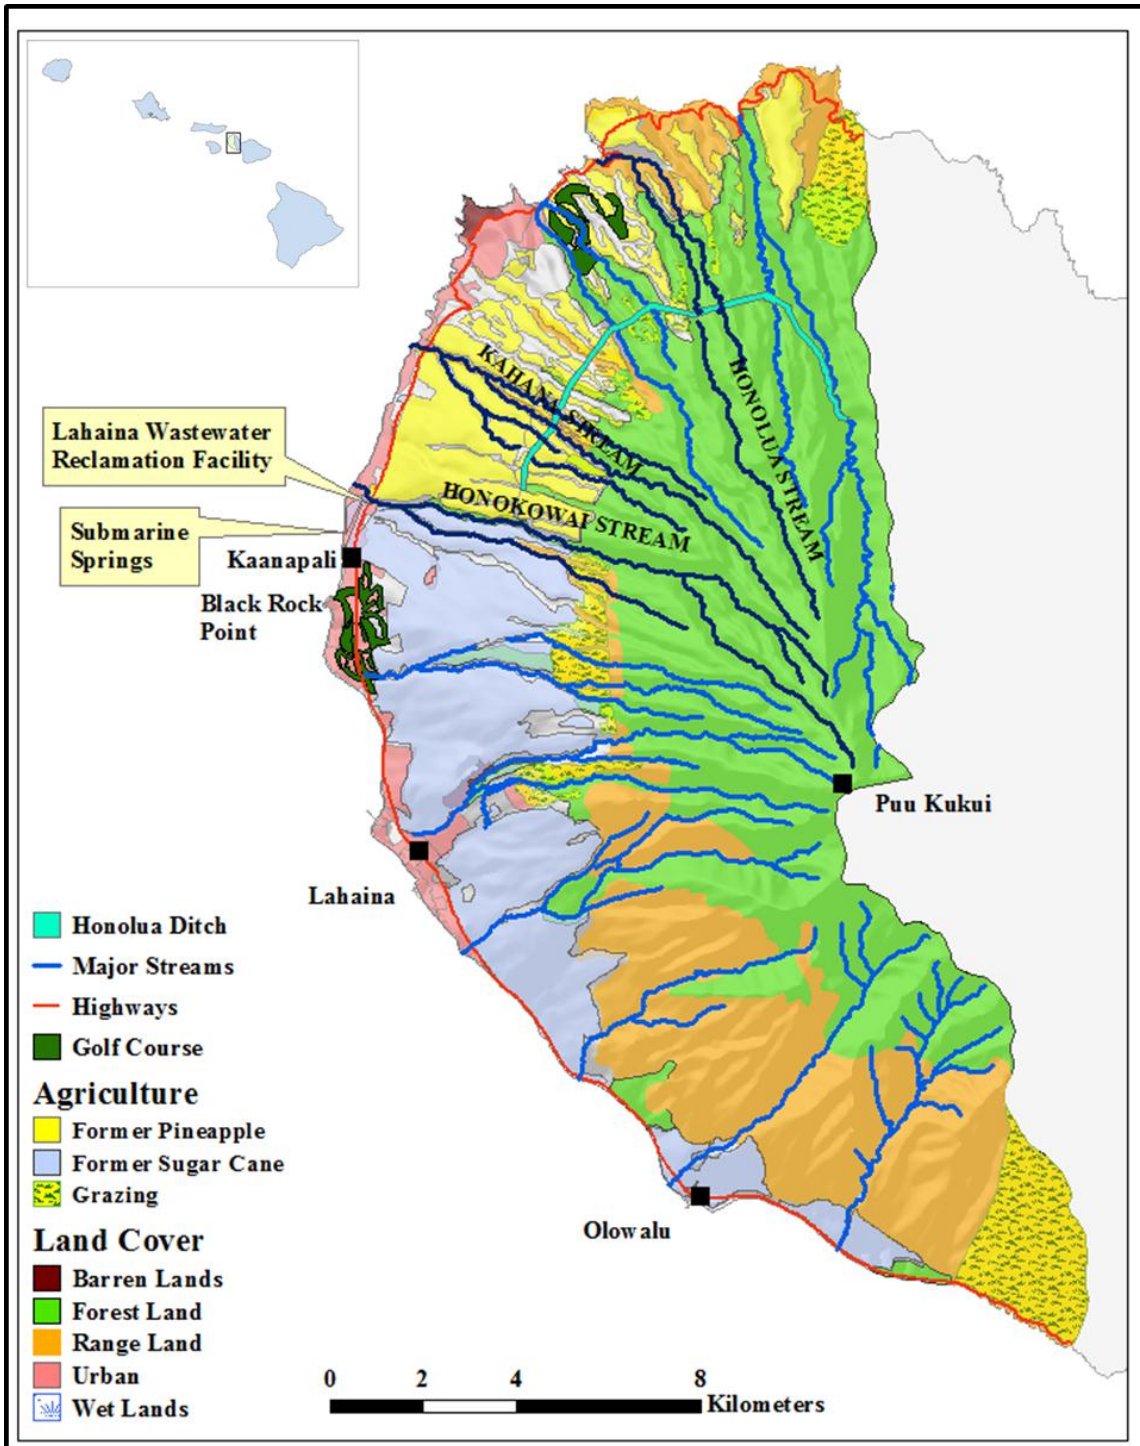 KAHANA STREAM
HONOLUA STREAM
Lahaina Wastewater
Reclamation Facility
HONOKOWAI STREAM
Submarine
Springs
Kaanapali
Black Rock
Point
Puu Kukui
Lahaina
Honolua Ditch
Major Streams
Highways
Golf Course
Agriculture
Former Pineapple
Former Sugar Cane
Grazing
Olowalu
Land Cover
Barren Lands
Forest Land
Range Land
Urban
Wet Lands
0 2 4 8
Kilometers